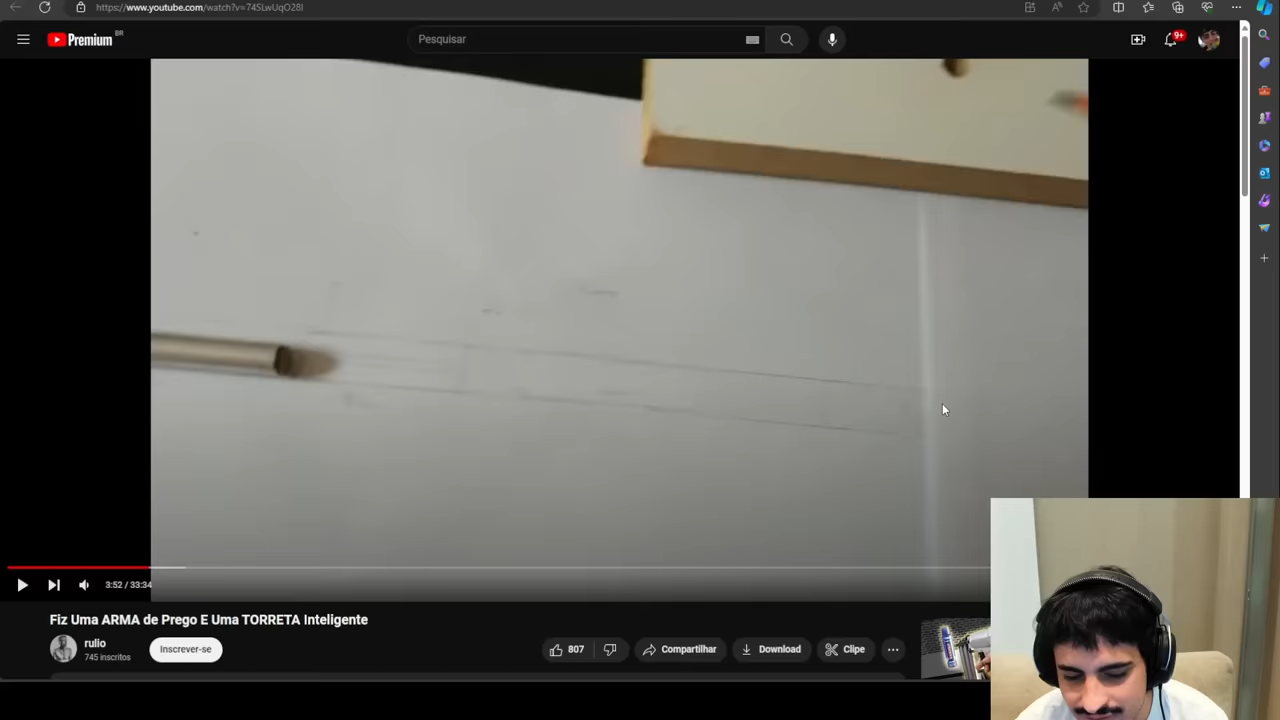 https://www.youtube.com/watch?v=74SLwUqO28I
Premium BR
Pesquisar
9+
3:52 / 33:34
Fiz Uma ARMA de Prego E Uma TORRETA Inteligente
rulio
745 inscritos
Inscrever-se
807
Compartilhar
Download
Clipe